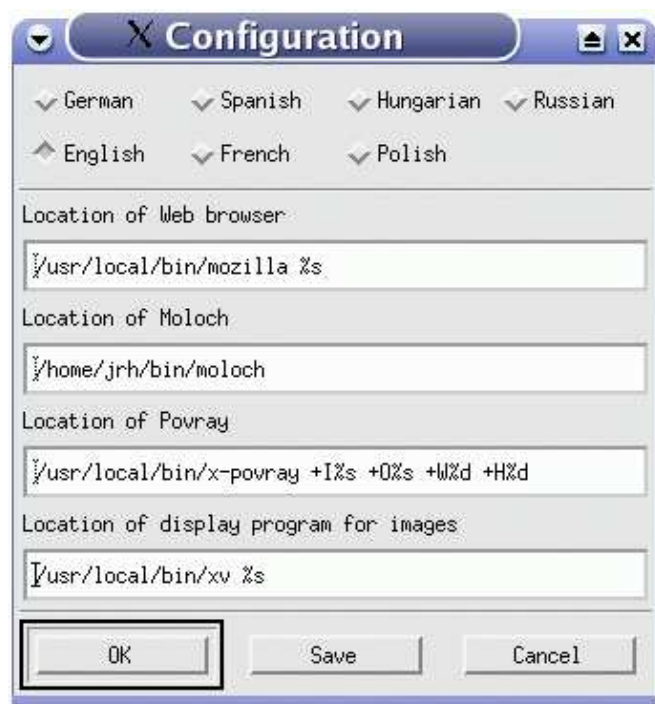 X Configuration
German Spanish Hungarian Russian
English French Polish
Location of Web browser
/usr/local/bin/mozilla %s
Location of Moloch
/home/jrh/bin/moloch
Location of Povray
/usr/local/bin/x-povray +I%s +O%s +W%d +H%d
Location of display program for images
/usr/local/bin/xv %s
OK Save Cancel